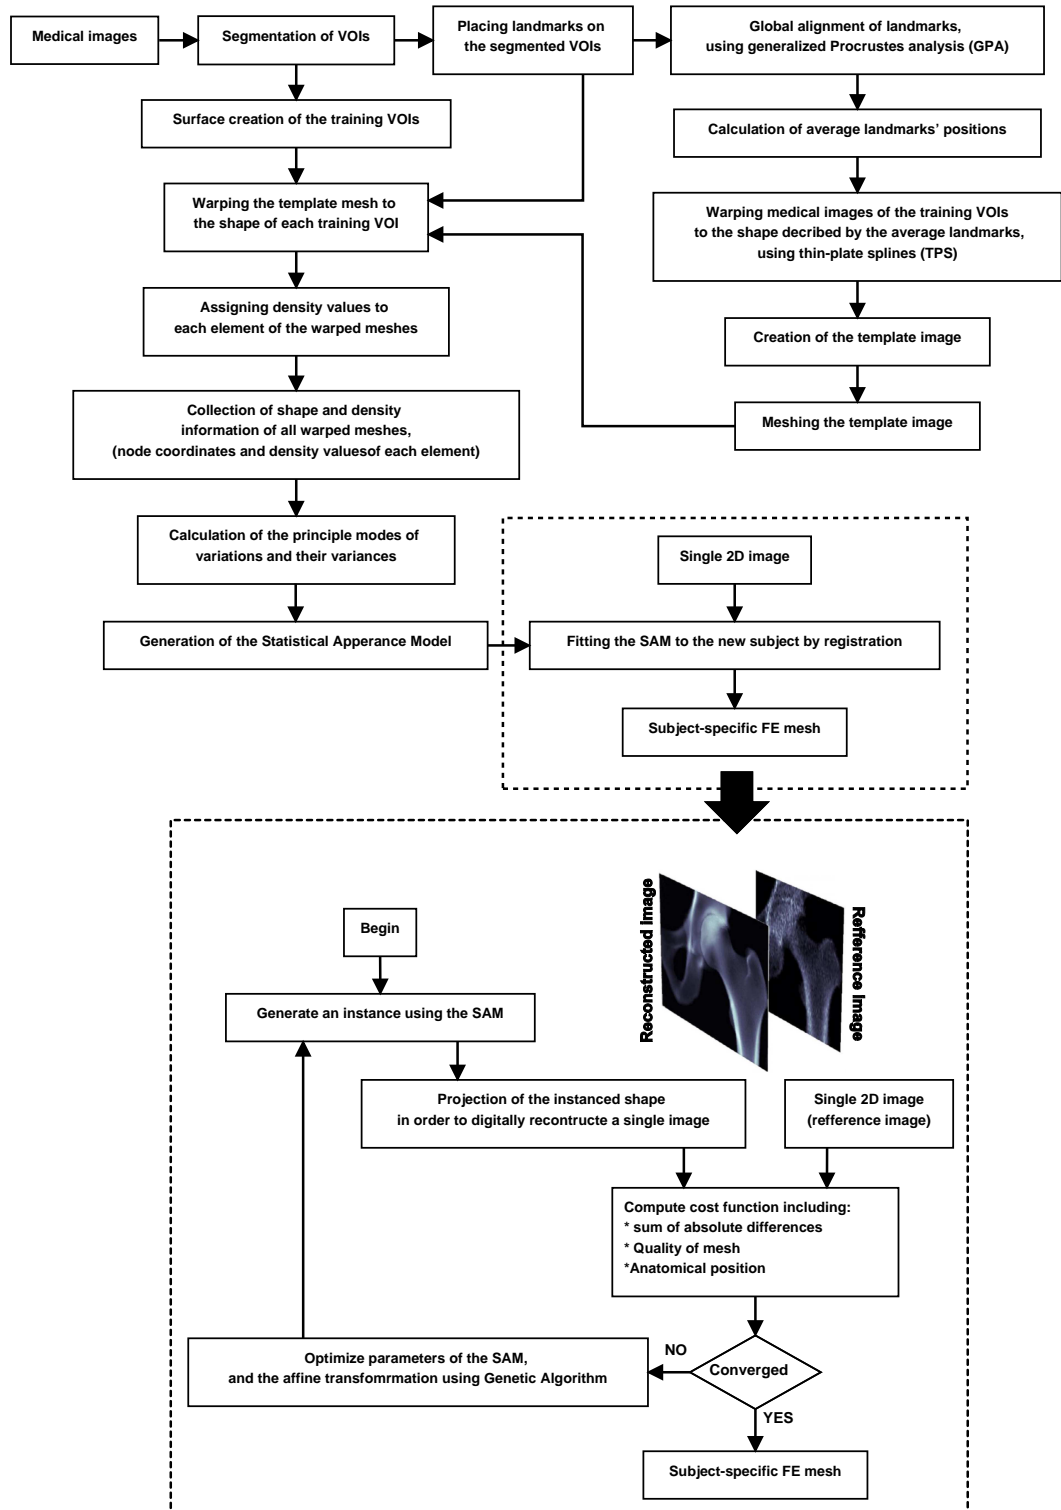 Medical images
Segmentation of VOIs
Placing landmarks on
the segmented VOIs
Global alignment of landmarks,
using generalized Procrustes analysis (GPA)
Surface creation of the training VOIs
Calculation of average landmarks' positions
Warping the template mesh to
the shape of each training VOI
Warping medical images of the training VOIs
to the shape decribed by the average landmarks,
using thin-plate splines (TPS)
Assigning density values to
each element of the warped meshes
Creation of the template image
Collection of shape and density
information of all warped meshes,
(node coordinates and density valuesof each element)
Meshing the template image
Calculation of the principle modes of
variations and their variances
Single 2D image
Generation of the Statistical Apperance Model
Fitting the SAM to the new subject by registration
Subject-specific FE mesh
Reconstructed image
Refference image
Begin
Generate an instance using the SAM
Projection of the instanced shape
in order to digitally recontructe a single image
Single 2D image
(refference image)
Compute cost function including:
* sum of absolute differences
* Quality of mesh
*Anatomical position
Optimize parameters of the SAM,
and the affine transfomrmation using Genetic Algorithm
NO
Converged
YES
Subject-specific FE mesh